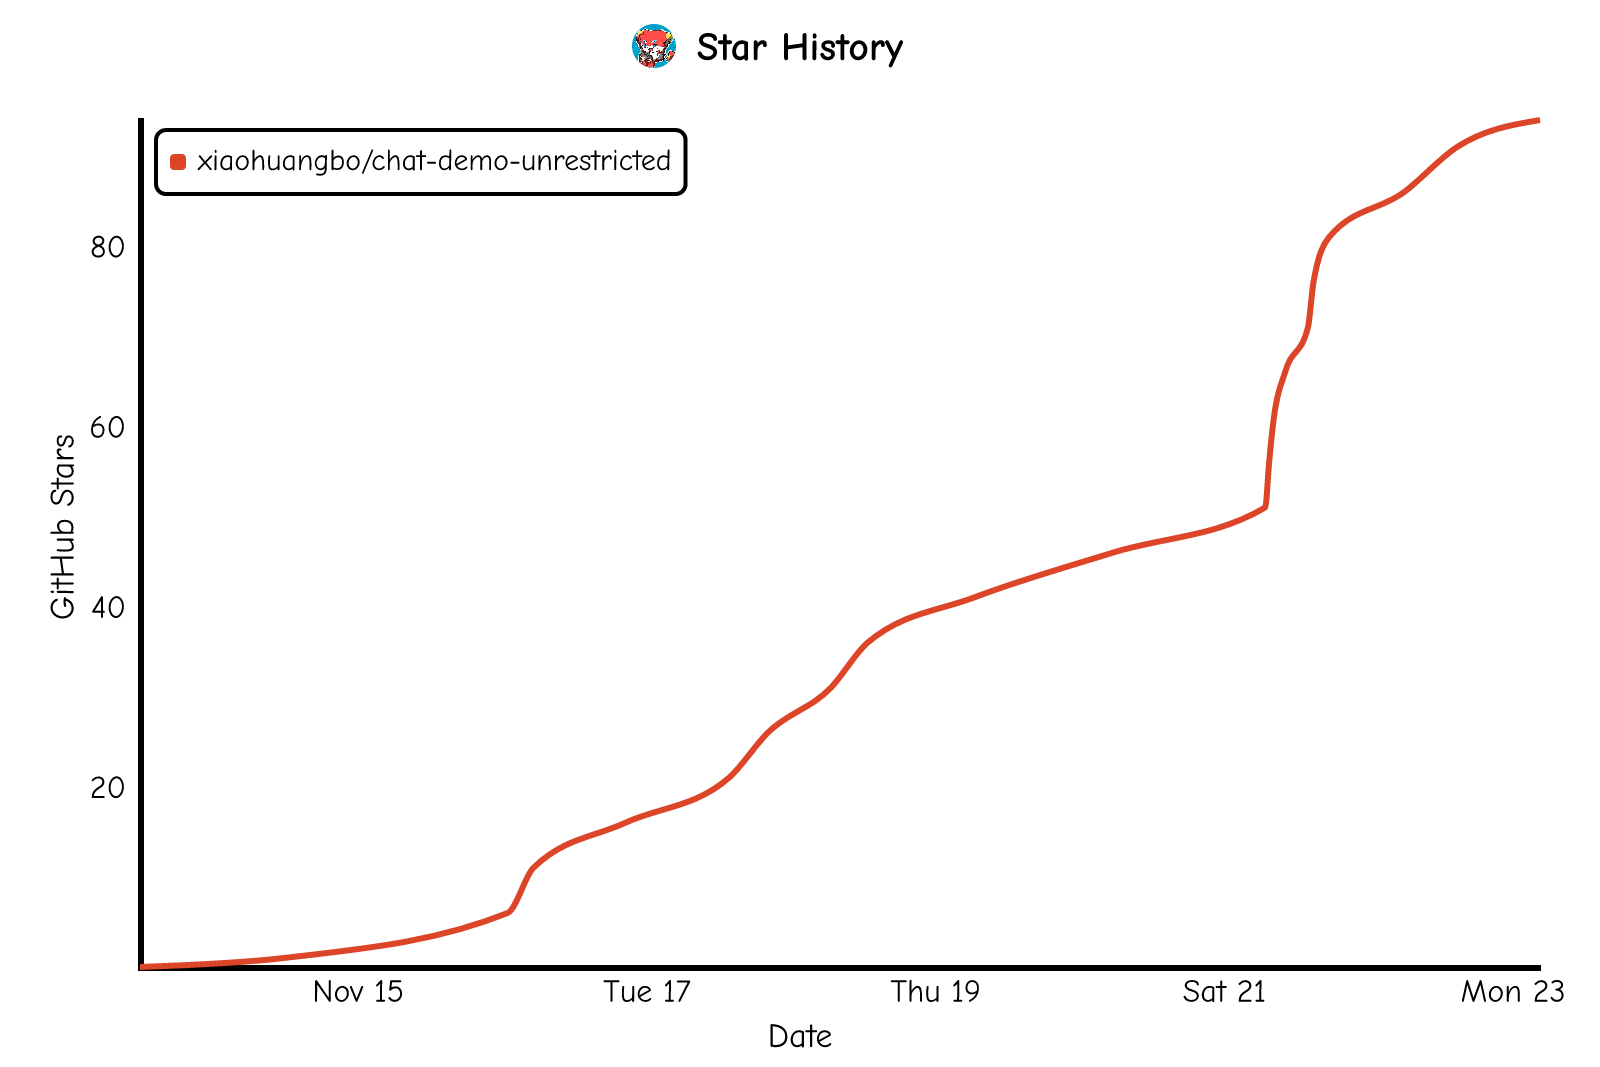 Star History
xiaohuangbo/chat-demo-unrestricted
80
60
40
20
GitHub Stars
Nov 15
Tue 17
Thu 19
Sat 21
Mon 23
Date